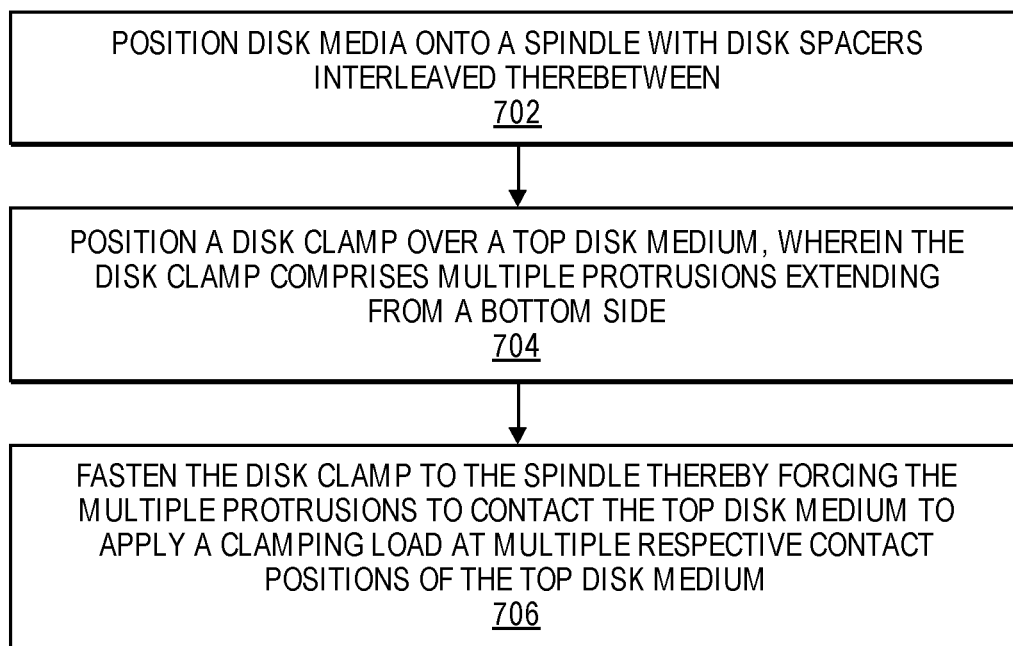 POSITION DISK MEDIA ONTO A SPINDLE WITH DISK SPACERS
INTERLEAVED THEREBETWEEN
702
POSITION A DISK CLAMP OVER A TOP DISK MEDIUM, WHEREIN THE
DISK CLAMP COMPRISES MULTIPLE PROTRUSIONS EXTENDING
FROM A BOTTOM SIDE
704
FASTEN THE DISK CLAMP TO THE SPINDLE THEREBY FORCING THE
MULTIPLE PROTRUSIONS TO CONTACT THE TOP DISK MEDIUM TO
APPLY A CLAMPING LOAD AT MULTIPLE RESPECTIVE CONTACT
POSITIONS OF THE TOP DISK MEDIUM
706